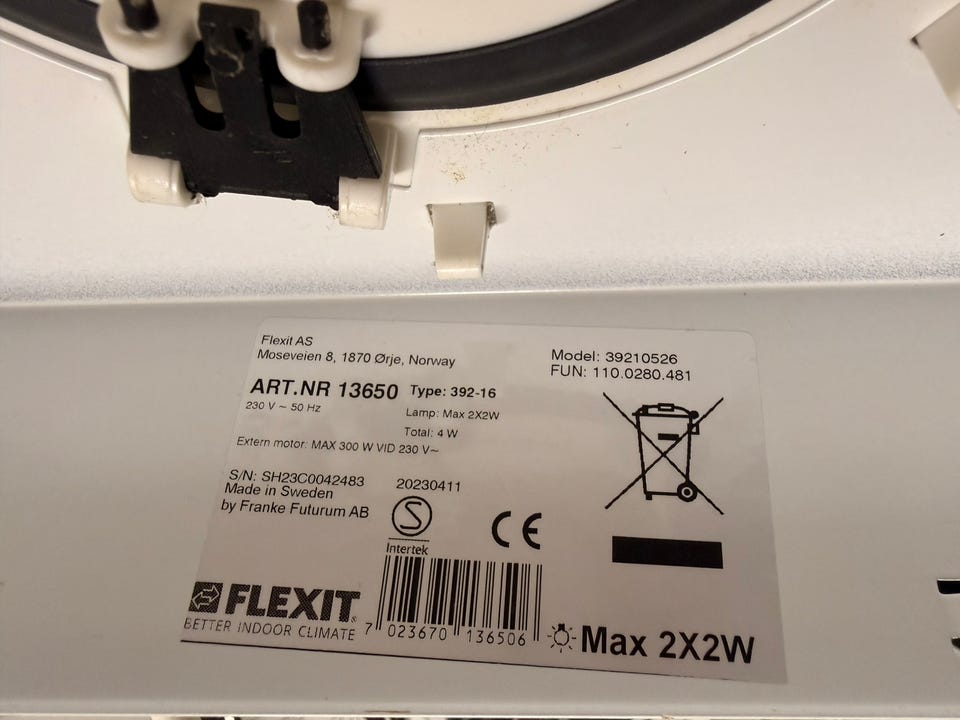 Flexit AS
Moseveien 8, 1870 Ørje, Norway
Model: 39210526
FUN: 110.0280.481
ART.NR 13650 Type: 392-16
230 V ~ 50 Hz
Lamp: Max 2X2W
Total: 4 W
Extern motor: MAX 300 W VID 230 V~
S/N: SH23C0042483 20230411
Made in Sweden
by Franke Futurum AB
S
Intertek
CE
FLEXIT®
BETTER INDOOR CLIMATE
7 023670 136506
Max 2X2W